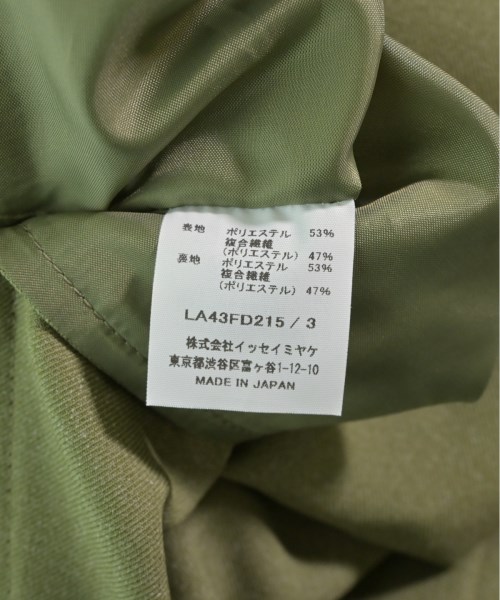 表地 ポリエステル 53%
複合繊維
(ポリエステル) 47%
裏地 ポリエステル 53%
複合繊維
(ポリエステル) 47%
LA43FD215 / 3
株式会社イッセイミヤケ
東京都渋谷区富ヶ谷1-12-10
MADE IN JAPAN